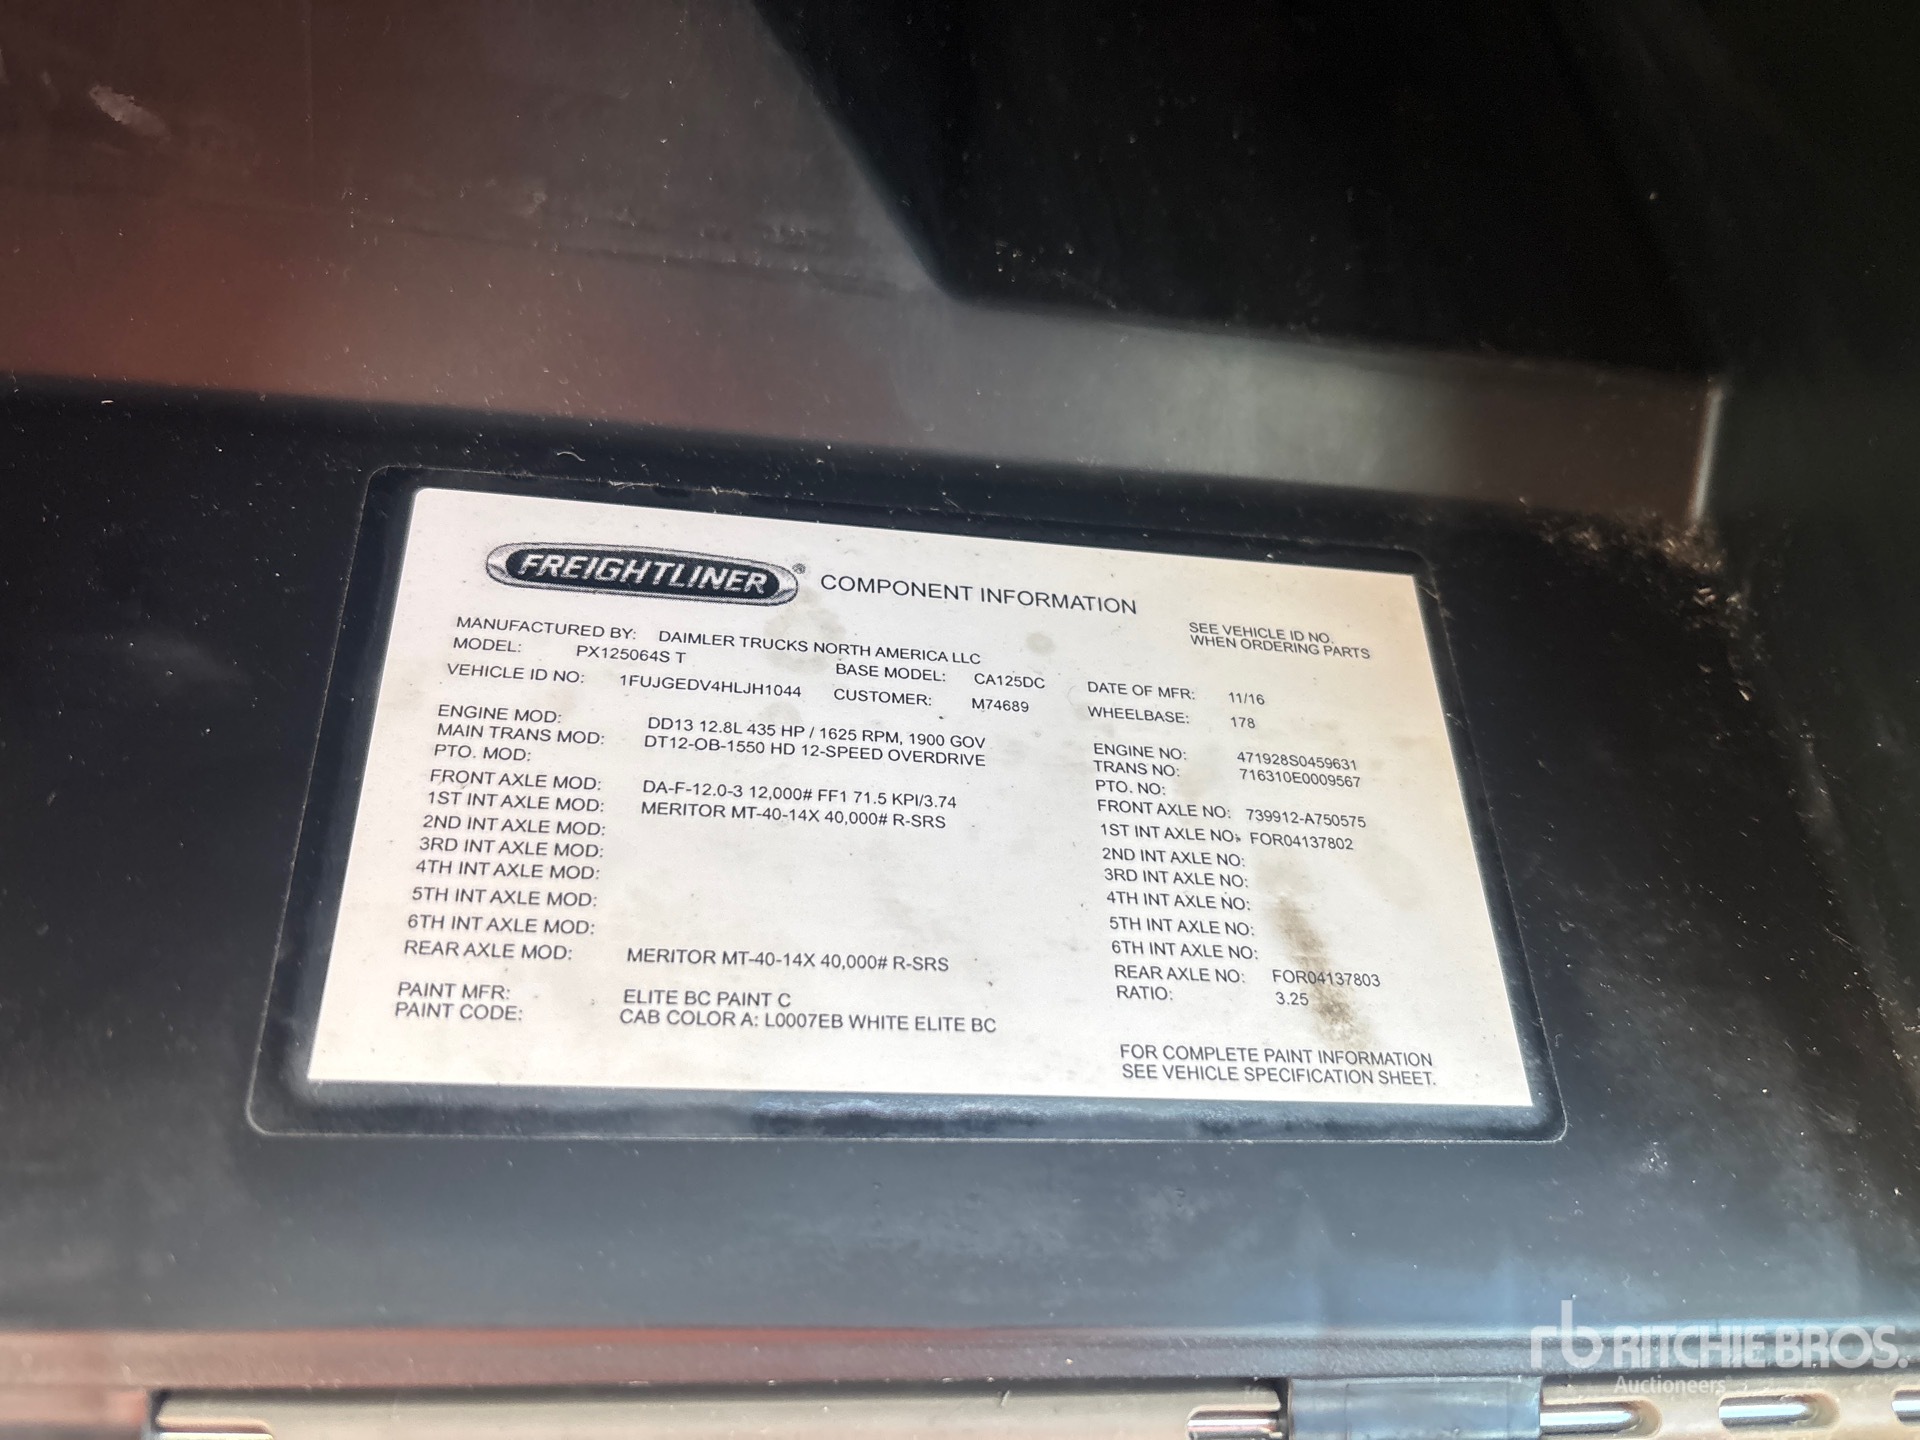 FREIGHTLINER® COMPONENT INFORMATION
SEE VEHICLE ID NO.
WHEN ORDERING PARTS
MANUFACTURED BY: DAIMLER TRUCKS NORTH AMERICA LLC
MODEL: PX125064S T BASE MODEL: CA125DC DATE OF MFR: 11/16
VEHICLE ID NO: 1FUJGEDV4HLJH1044 CUSTOMER: M74689 WHEELBASE: 178
ENGINE MOD: DD13 12.8L 435 HP / 1625 RPM, 1900 GOV ENGINE NO: 471928S0459631
MAIN TRANS MOD: DT12-OB-1550 HD 12-SPEED OVERDRIVE TRANS NO: 716310E0009567
PTO. MOD: PTO. NO:
FRONT AXLE MOD: DA-F-12.0-3 12,000# FF1 71.5 KPI/3.74 FRONT AXLE NO: 739912-A750575
1ST INT AXLE MOD: MERITOR MT-40-14X 40,000# R-SRS 1ST INT AXLE NO: FOR04137802
2ND INT AXLE MOD: 2ND INT AXLE NO:
3RD INT AXLE MOD: 3RD INT AXLE NO:
4TH INT AXLE MOD: 4TH INT AXLE NO:
5TH INT AXLE MOD: 5TH INT AXLE NO:
6TH INT AXLE MOD: 6TH INT AXLE NO:
REAR AXLE MOD: MERITOR MT-40-14X 40,000# R-SRS REAR AXLE NO: FOR04137803
RATIO: 3.25
PAINT MFR: ELITE BC PAINT C
PAINT CODE: CAB COLOR A: L0007EB WHITE ELITE BC
FOR COMPLETE PAINT INFORMATION
SEE VEHICLE SPECIFICATION SHEET.
rb RITCHIE BROS.
Auctioneers